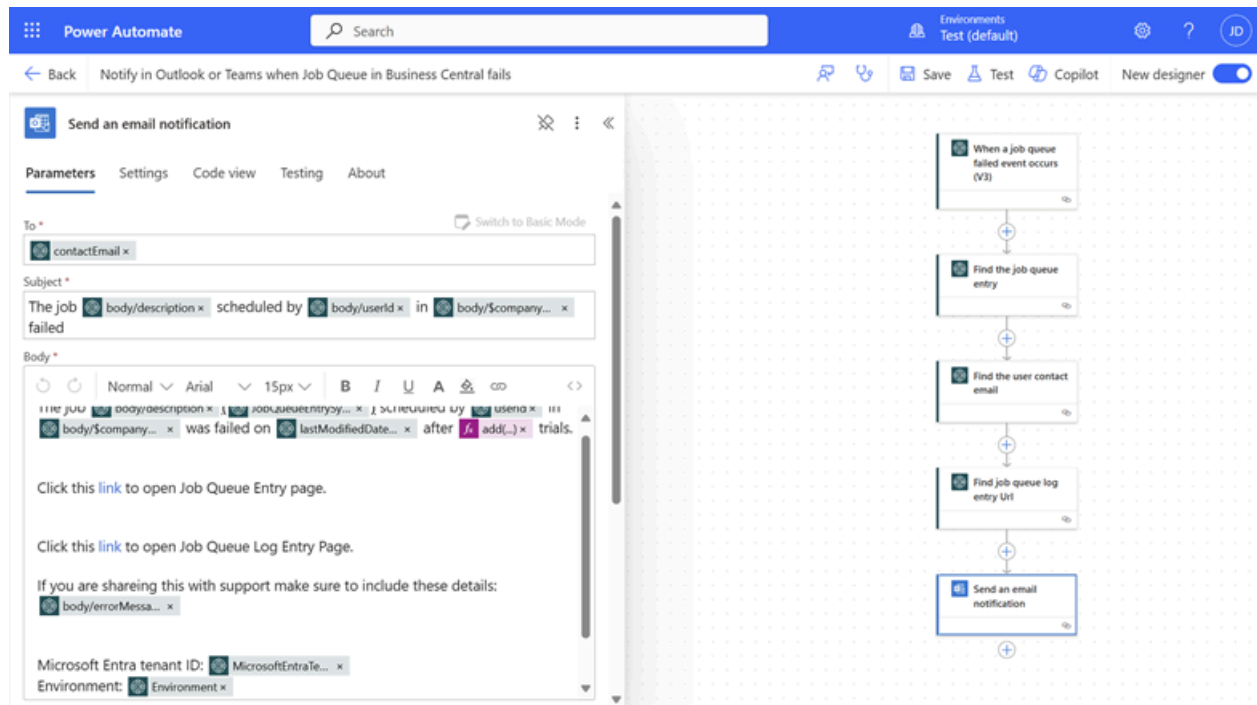 Power Automate
Search
Environments
Test (default)
JD
Back
Notify in Outlook or Teams when Job Queue in Business Central fails
Save
Test
Copilot
New designer
Send an email notification
Parameters
Settings
Code view
Testing
About
To *
Switch to Basic Mode
contactEmail ×
Subject *
The job body/description × scheduled by body/userId × in body/$company... ×
failed
Body *
Normal
Arial
15px
B I U A
<>
The job body/description × ( JobQueueEntrySy... × ) scheduled by userId × in
body/$company... × was failed on lastModifiedDate... × after fx add(...) × trials.
Click this link to open Job Queue Entry page.
Click this link to open Job Queue Log Entry Page.
If you are shareing this with support make sure to include these details:
body/errorMessa... ×
Microsoft Entra tenant ID: MicrosoftEntraTe... ×
Environment: Environment ×
When a job queue
failed event occurs
(V3)
Find the job queue
entry
Find the user contact
email
Find job queue log
entry Url
Send an email
notification